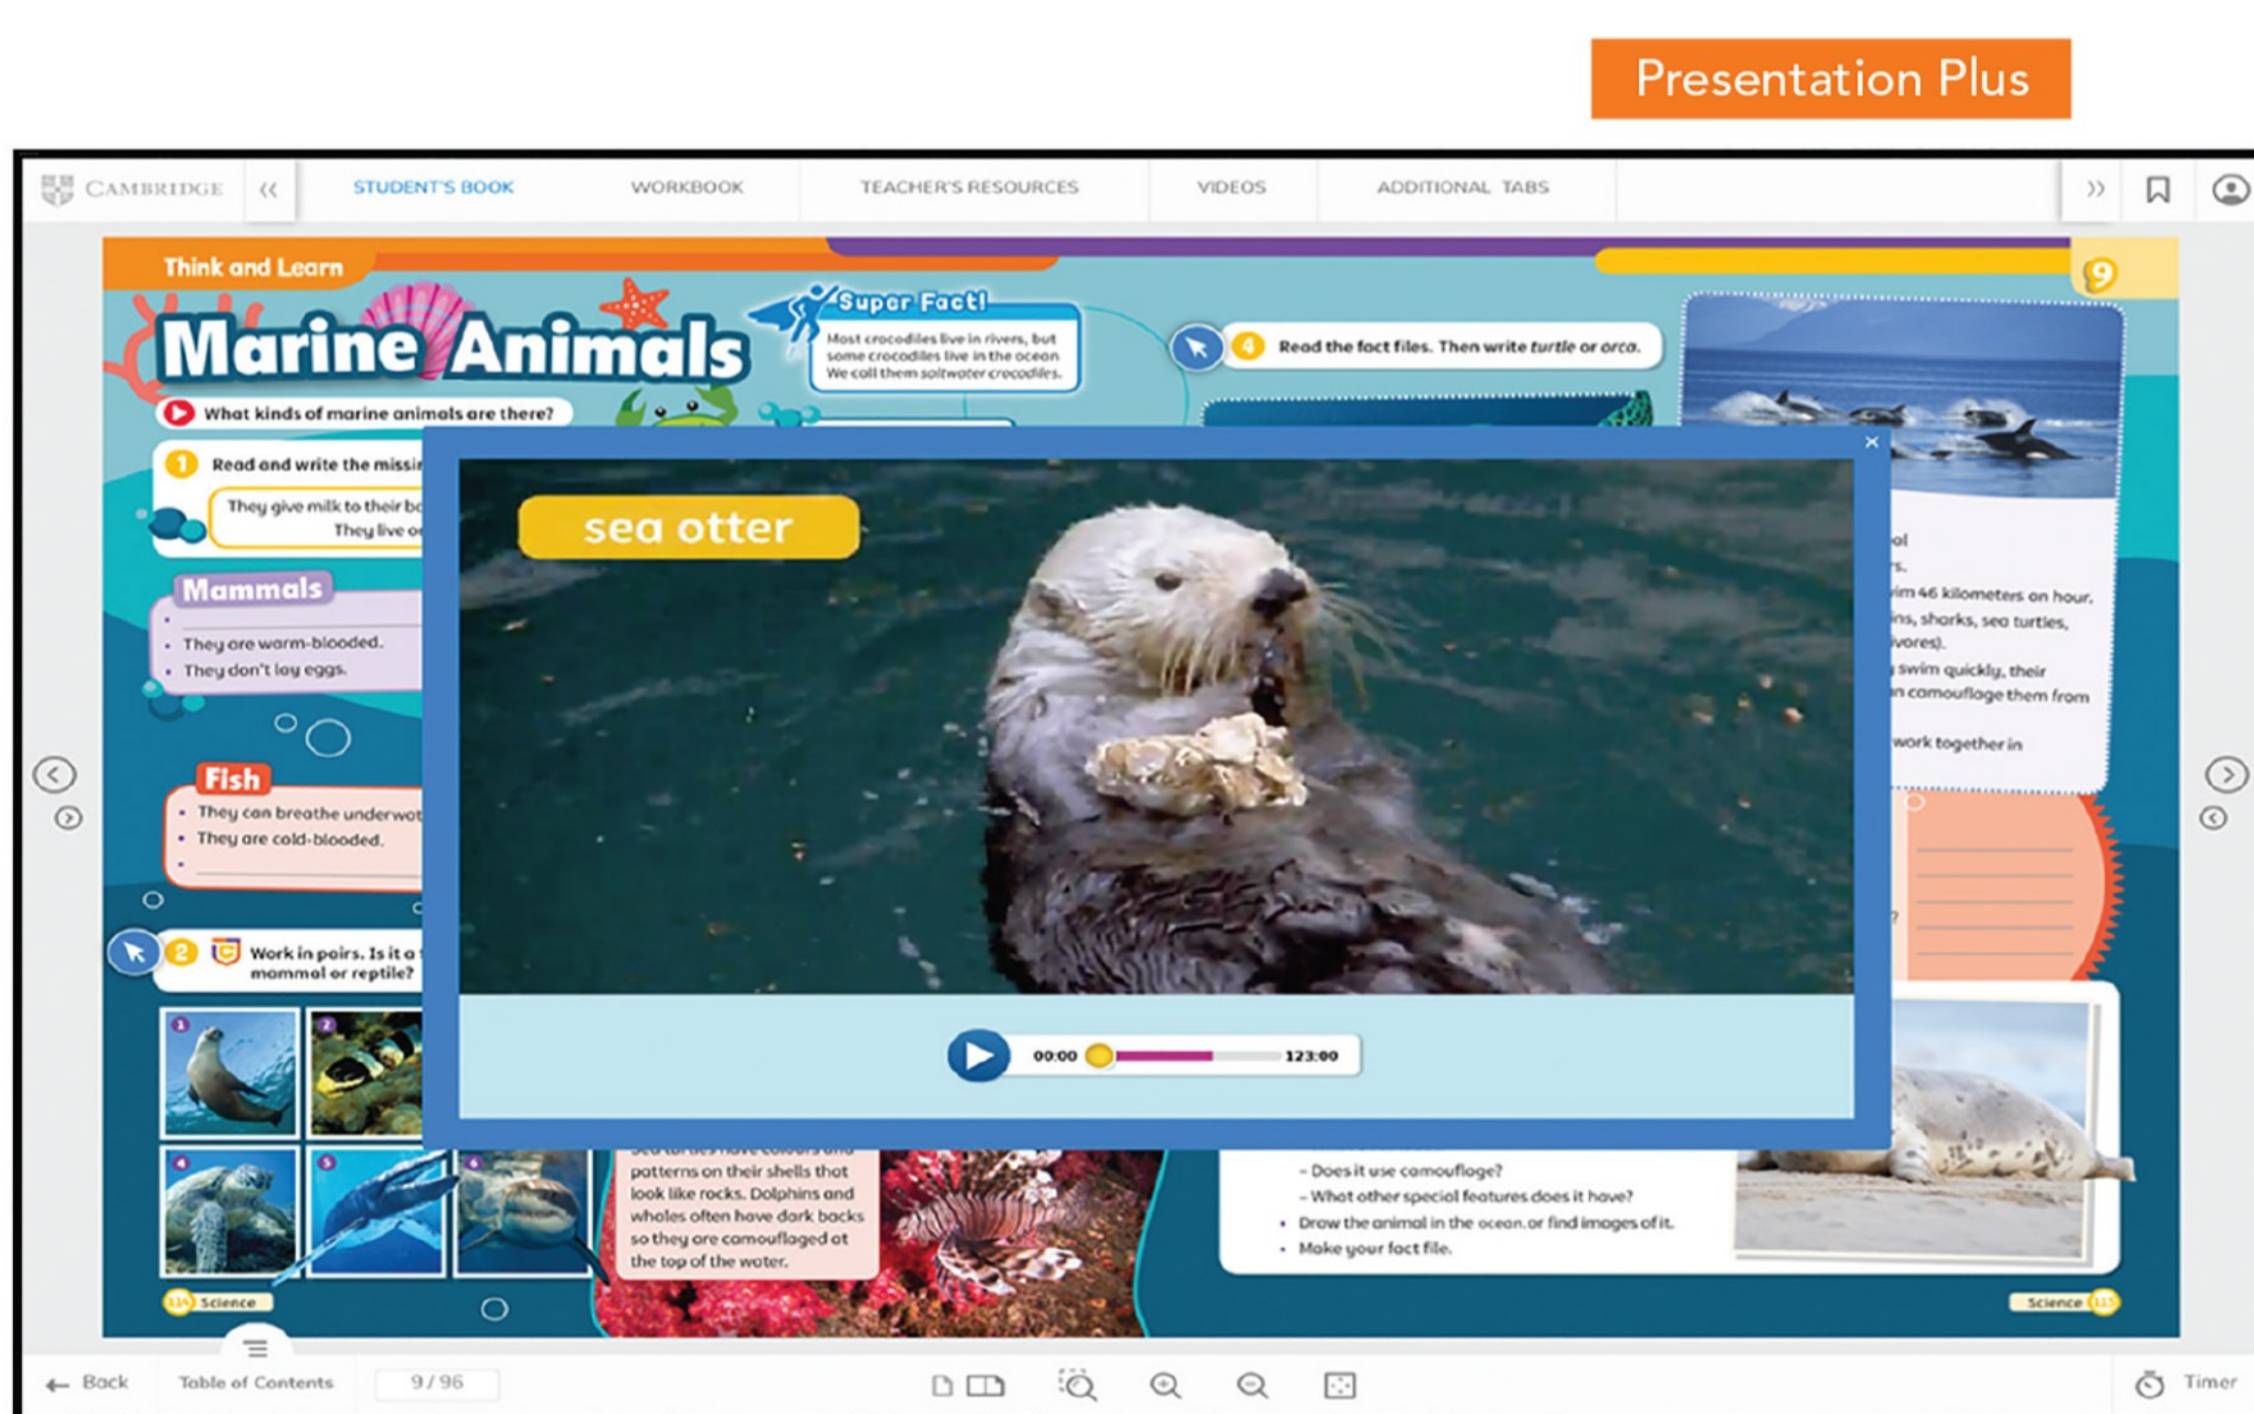 Presentation Plus
CAMBRIDGE
STUDENT'S BOOK
WORKBOOK
TEACHER'S RESOURCES
VIDEOS
ADDITIONAL TABS
Think and Learn
9
Marine Animals
Super Fact!
Most crocodiles live in rivers, but
some crocodiles live in the ocean
We call them saltwater crocodiles.
What kinds of marine animals are there?
1 Read and write the
They give milk to their
They live
Mammals
• They are warm-blooded.
• They don't lay eggs.
Fish
• They can breathe
• They are cold-blooded.
2 Work in pairs. Is it a
mammal or reptile?
1
2
4
5
6
114 Science
sea otter
00:00
123:00
patterns on their shells that
look like rocks. Dolphins and
whales often have dark backs
so they are camouflaged at
the top of the water.
4 Read the fact files. Then write turtle or orca.
46 kilometers an hour.
sharks, sea turtles,
swim quickly, their
camouflage them from
work together in
?
– Does it use camouflage?
– What other special features does it have?
• Draw the animal in the ocean. or find images of it.
• Make your fact file.
Science 115
Back
Table of Contents
9 / 96
Timer